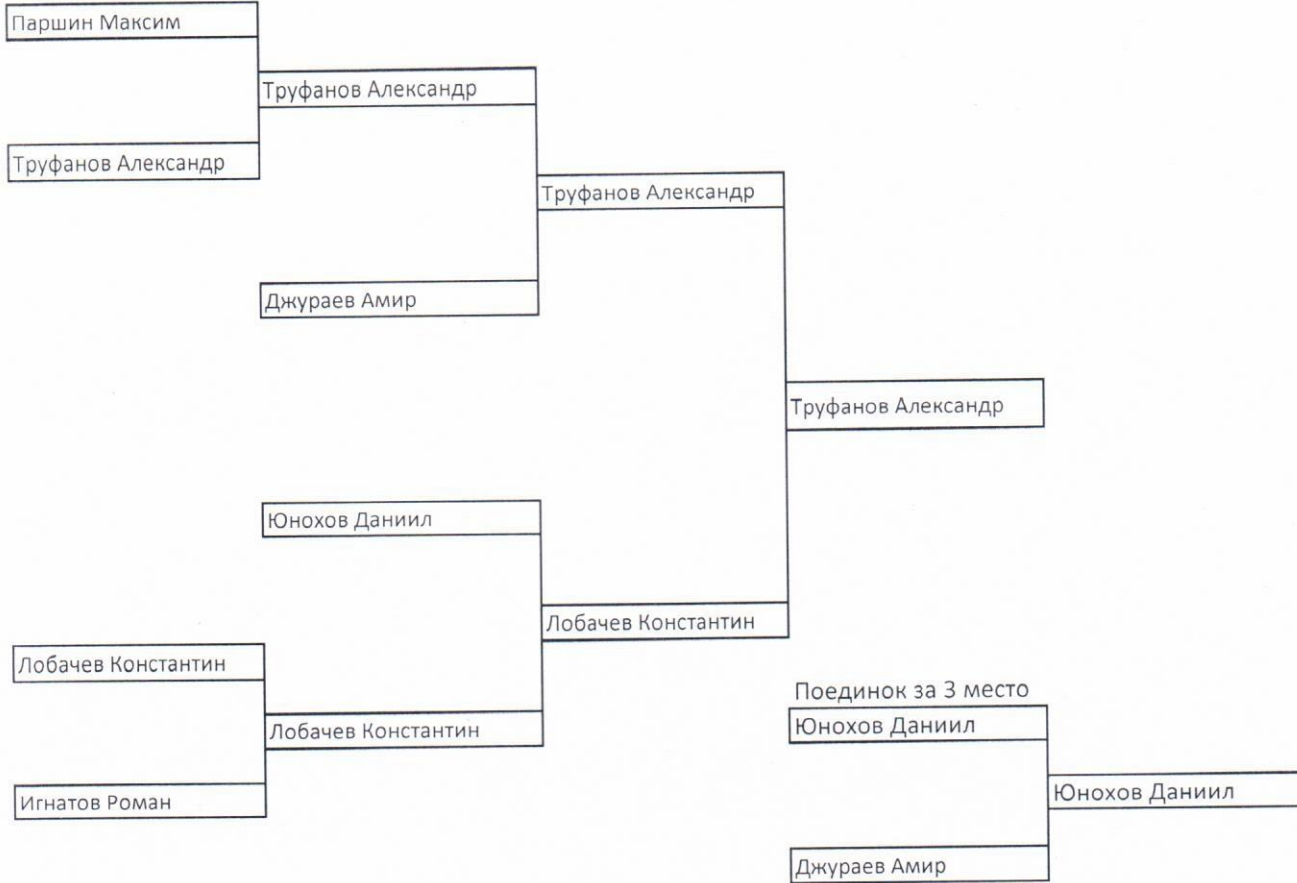 Паршин Максим
Труфанов Александр
Труфанов Александр
Труфанов Александр
Джураев Амир
Труфанов Александр
Юнохов Даниил
Лобачев Константин
Лобачев Константин
Поединок за 3 место
Юнохов Даниил
Лобачев Константин
Юнохов Даниил
Игнатов Роман
Джураев Амир